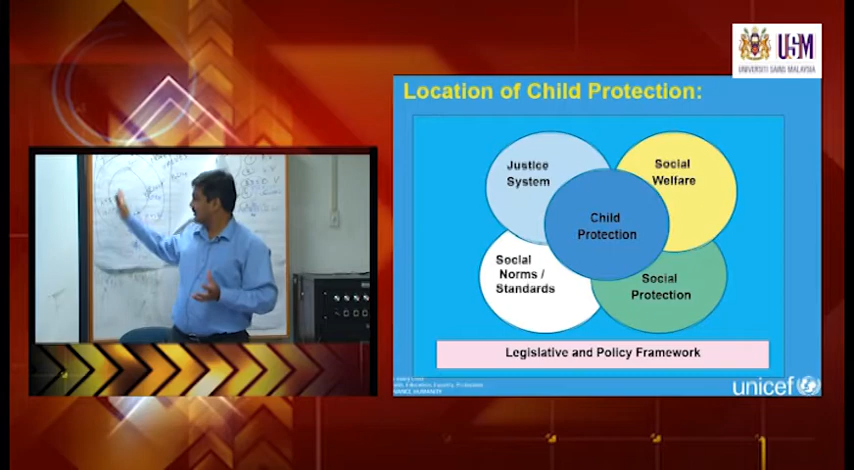 USM
UNIVERSITI SAINS MALAYSIA
Location of Child Protection:
Justice
System
Social
Welfare
Child
Protection
Social
Norms /
Standards
Social
Protection
Legislative and Policy Framework
unicef